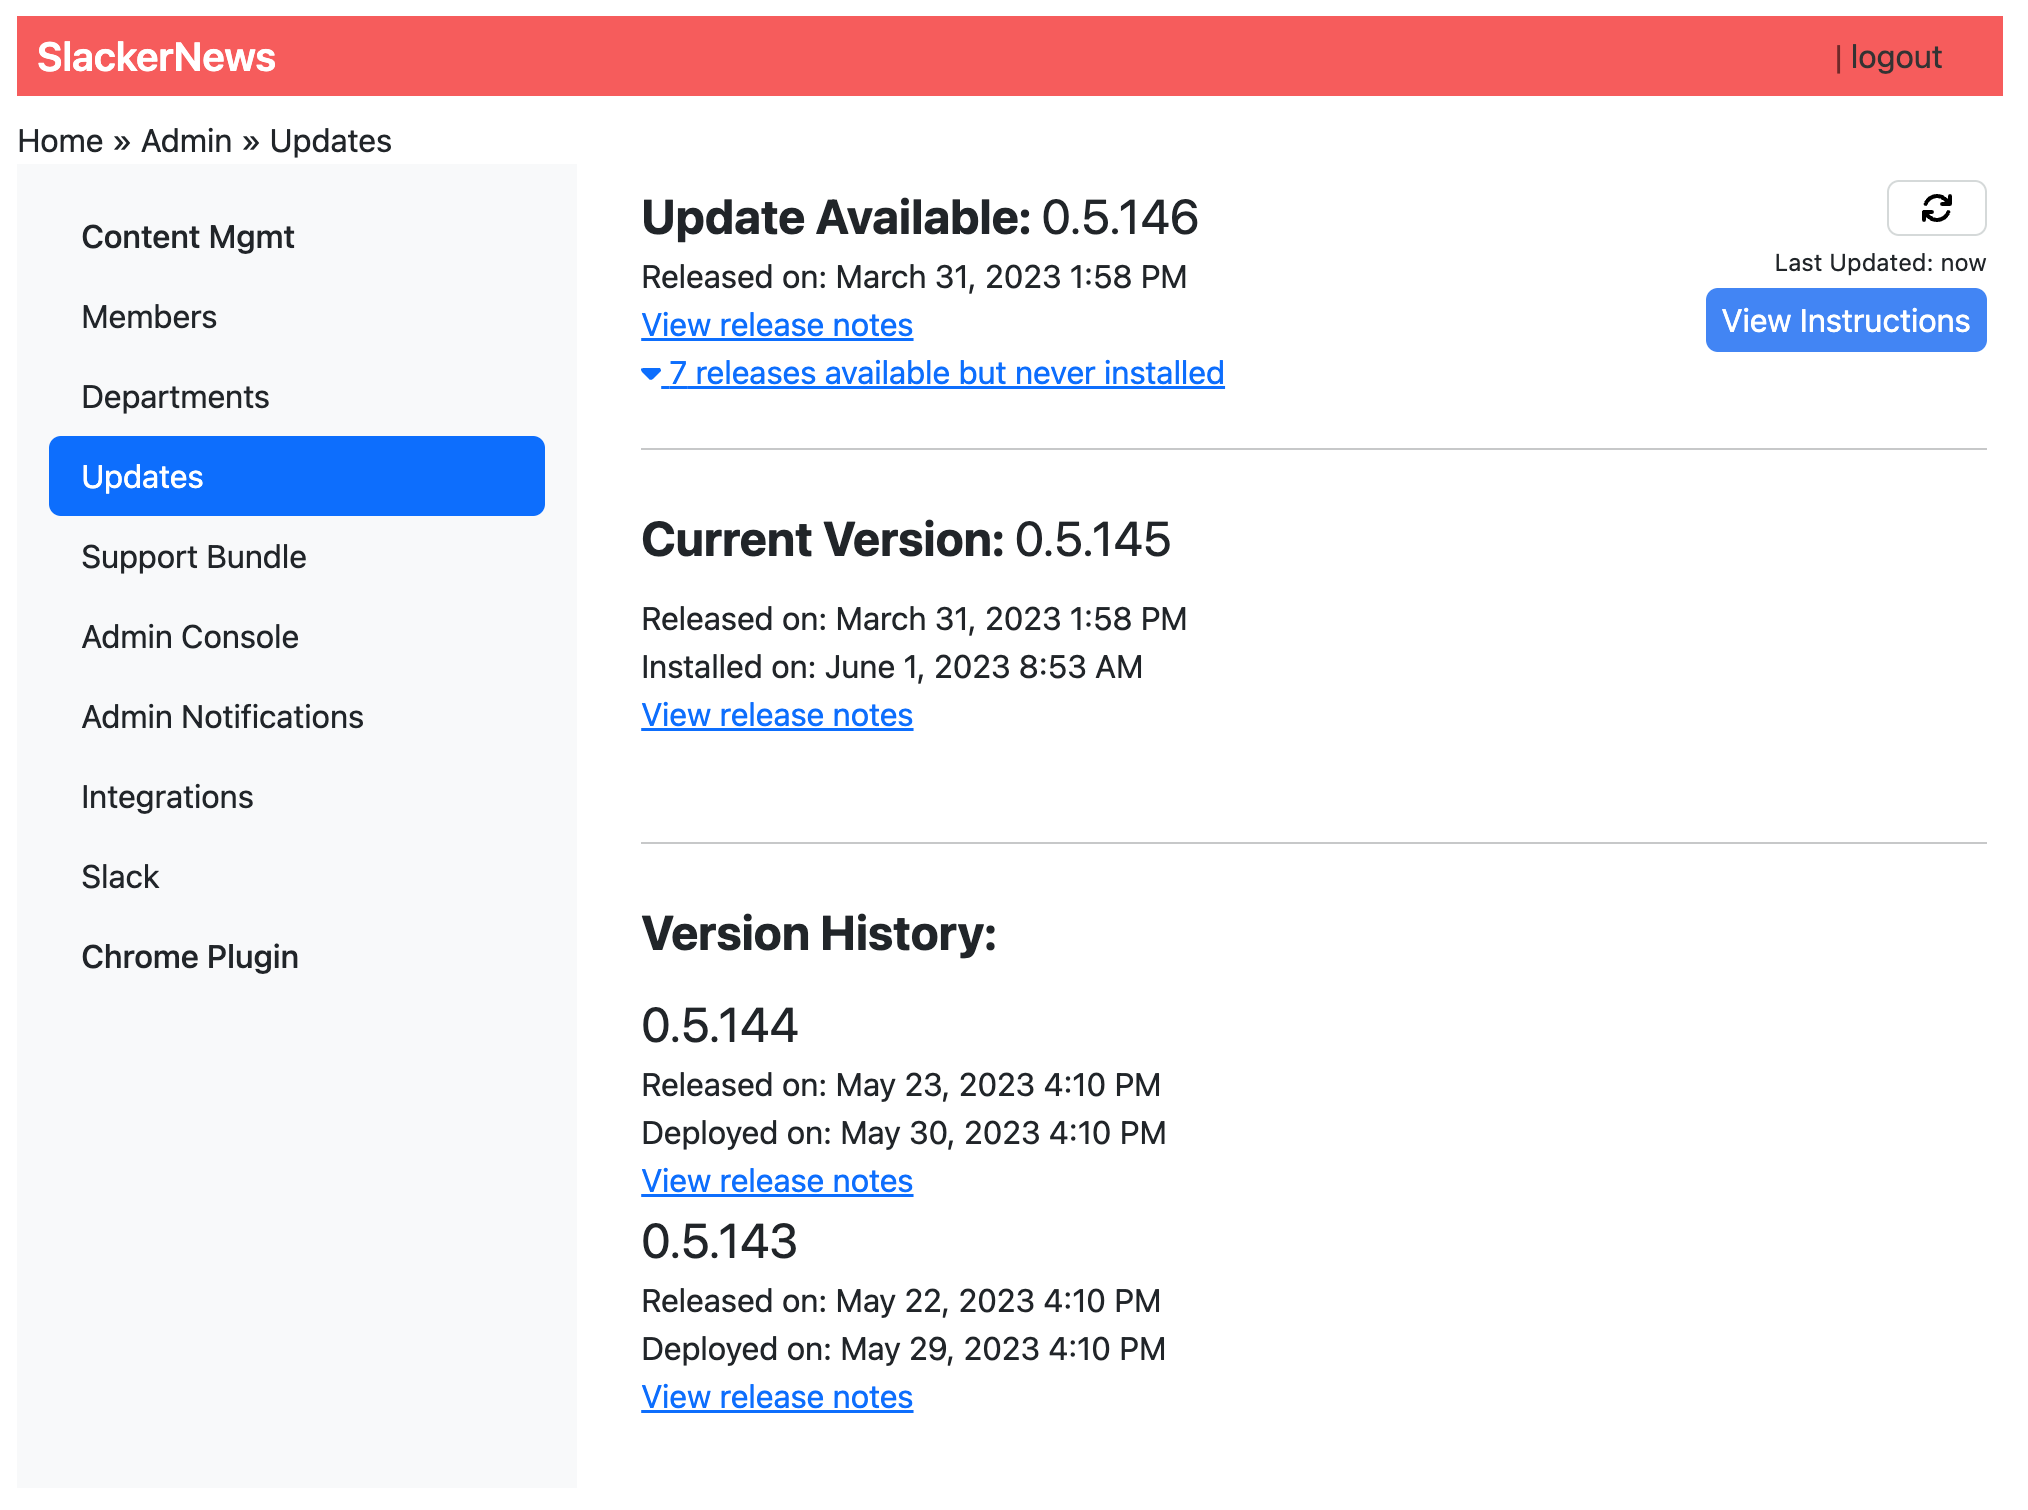 SlackerNews
| logout
Home » Admin » Updates
Content Mgmt
Members
Departments
Updates
Support Bundle
Admin Console
Admin Notifications
Integrations
Slack
Chrome Plugin
Update Available: 0.5.146
Released on: March 31, 2023 1:58 PM
View release notes
7 releases available but never installed
Last Updated: now
View Instructions
Current Version: 0.5.145
Released on: March 31, 2023 1:58 PM
Installed on: June 1, 2023 8:53 AM
View release notes
Version History:
0.5.144
Released on: May 23, 2023 4:10 PM
Deployed on: May 30, 2023 4:10 PM
View release notes
0.5.143
Released on: May 22, 2023 4:10 PM
Deployed on: May 29, 2023 4:10 PM
View release notes